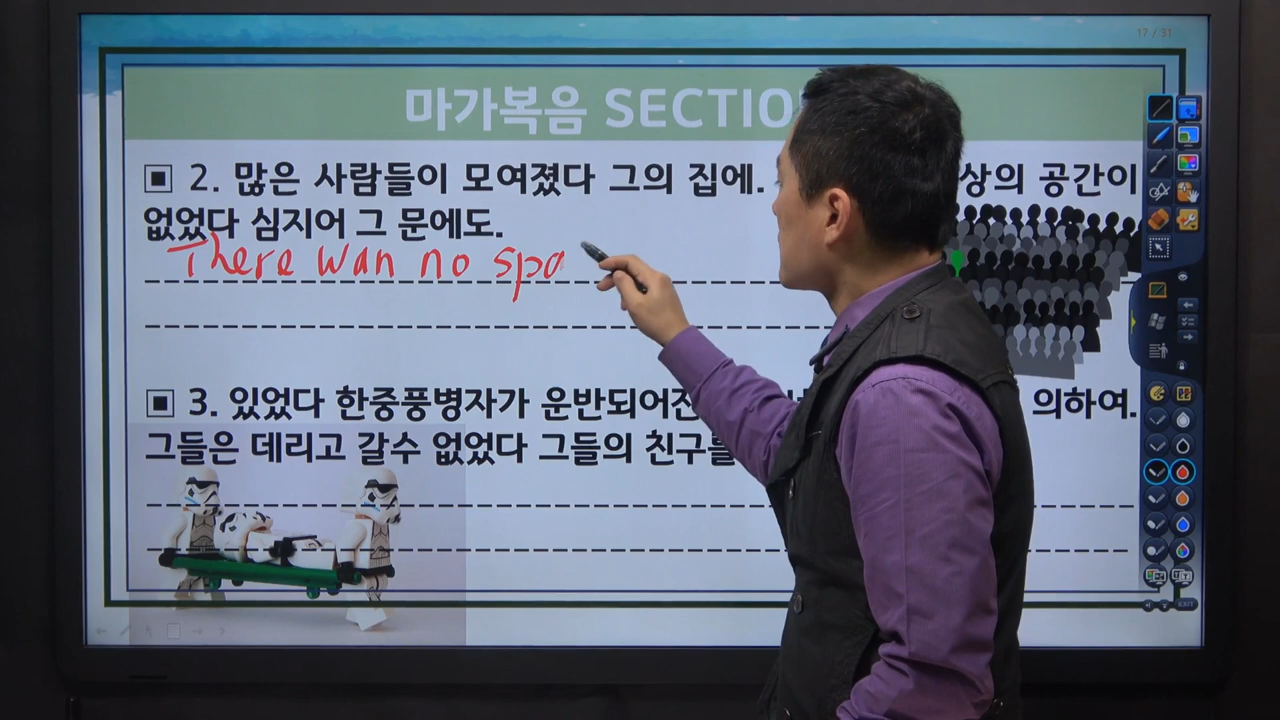 17 / 31
마가복음 SECTIO
■ 2. 많은 사람들이 모여졌다 그의 집에. 상의 공간이
없었다 심지어 그 문에도.
There wan no spa
■ 3. 있었다 한중풍병자가 운반되어진 의하여.
그들은 데리고 갈수 없었다 그들의 친구를
EXIT